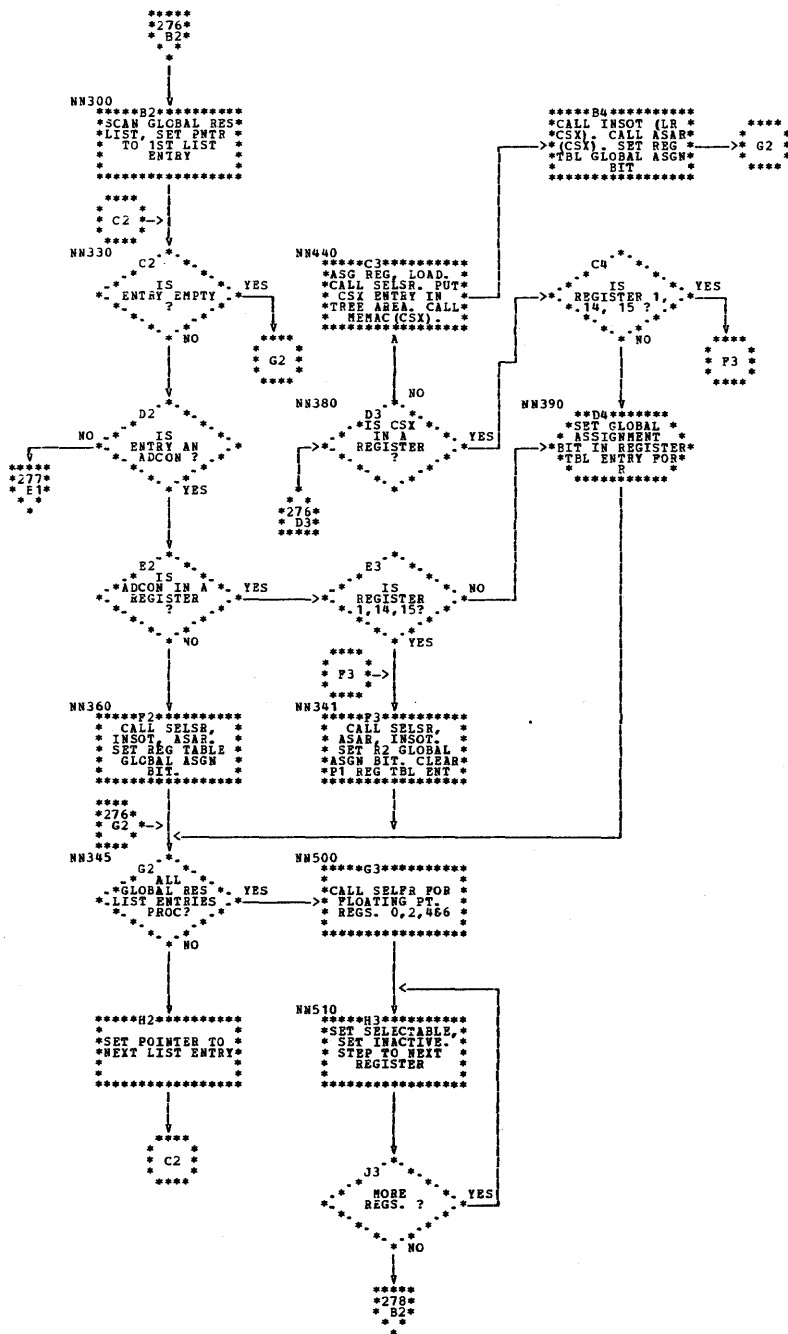 *276*
B2*
NN300
B2
SCAN GLOBAL RES
LIST, SET PNTR
TO 1ST LIST
ENTRY
B4
CALL INSOT (LR
CSX). CALL ASAR
(CSX). SET REG
TBL GLOBAL ASGN
BIT
G2
C2
NN330
C2
IS
ENTRY EMPTY
?
YES
NO
G2
NN440
C3
ASG REG, LOAD.
CALL SELSR. PUT
CSX ENTRY IN
TREE AREA. CALL
MEMAC(CSX).
C4
IS
REGISTER 1,
14, 15 ?
YES
NO
F3
D2
IS
ENTRY AN
ADCON ?
NO
YES
*277*
E1*
NN380
D3
IS CSX
IN A
REGISTER
?
NO
YES
*276*
D3*
NN390
D4
SET GLOBAL
ASSIGNMENT
BIT IN REGISTER
TBL ENTRY FOR
R
E2
IS
ADCON IN A
REGISTER
?
YES
NO
E3
IS
REGISTER
1,14,15?
NO
YES
F3
NN360
F2
CALL SELSR,
INSOT, ASAR.
SET REG TABLE
GLOBAL ASGN
BIT.
NN341
F3
CALL SELSR,
ASAR, INSOT.
SET R2 GLOBAL
ASGN BIT. CLEAR
P1 REG TBL ENT
*276*
G2
NN345
G2
ALL
GLOBAL RES
LIST ENTRIES
PROC?
YES
NO
NN500
G3
CALL SELFR FOR
FLOATING PT.
REGS. 0,2,4&6
H2
SET POINTER TO
NEXT LIST ENTRY
NN510
H3
SET SELECTABLE,
SET INACTIVE.
STEP TO NEXT
REGISTER
C2
J3
MORE
REGS. ?
YES
NO
*278*
B2*